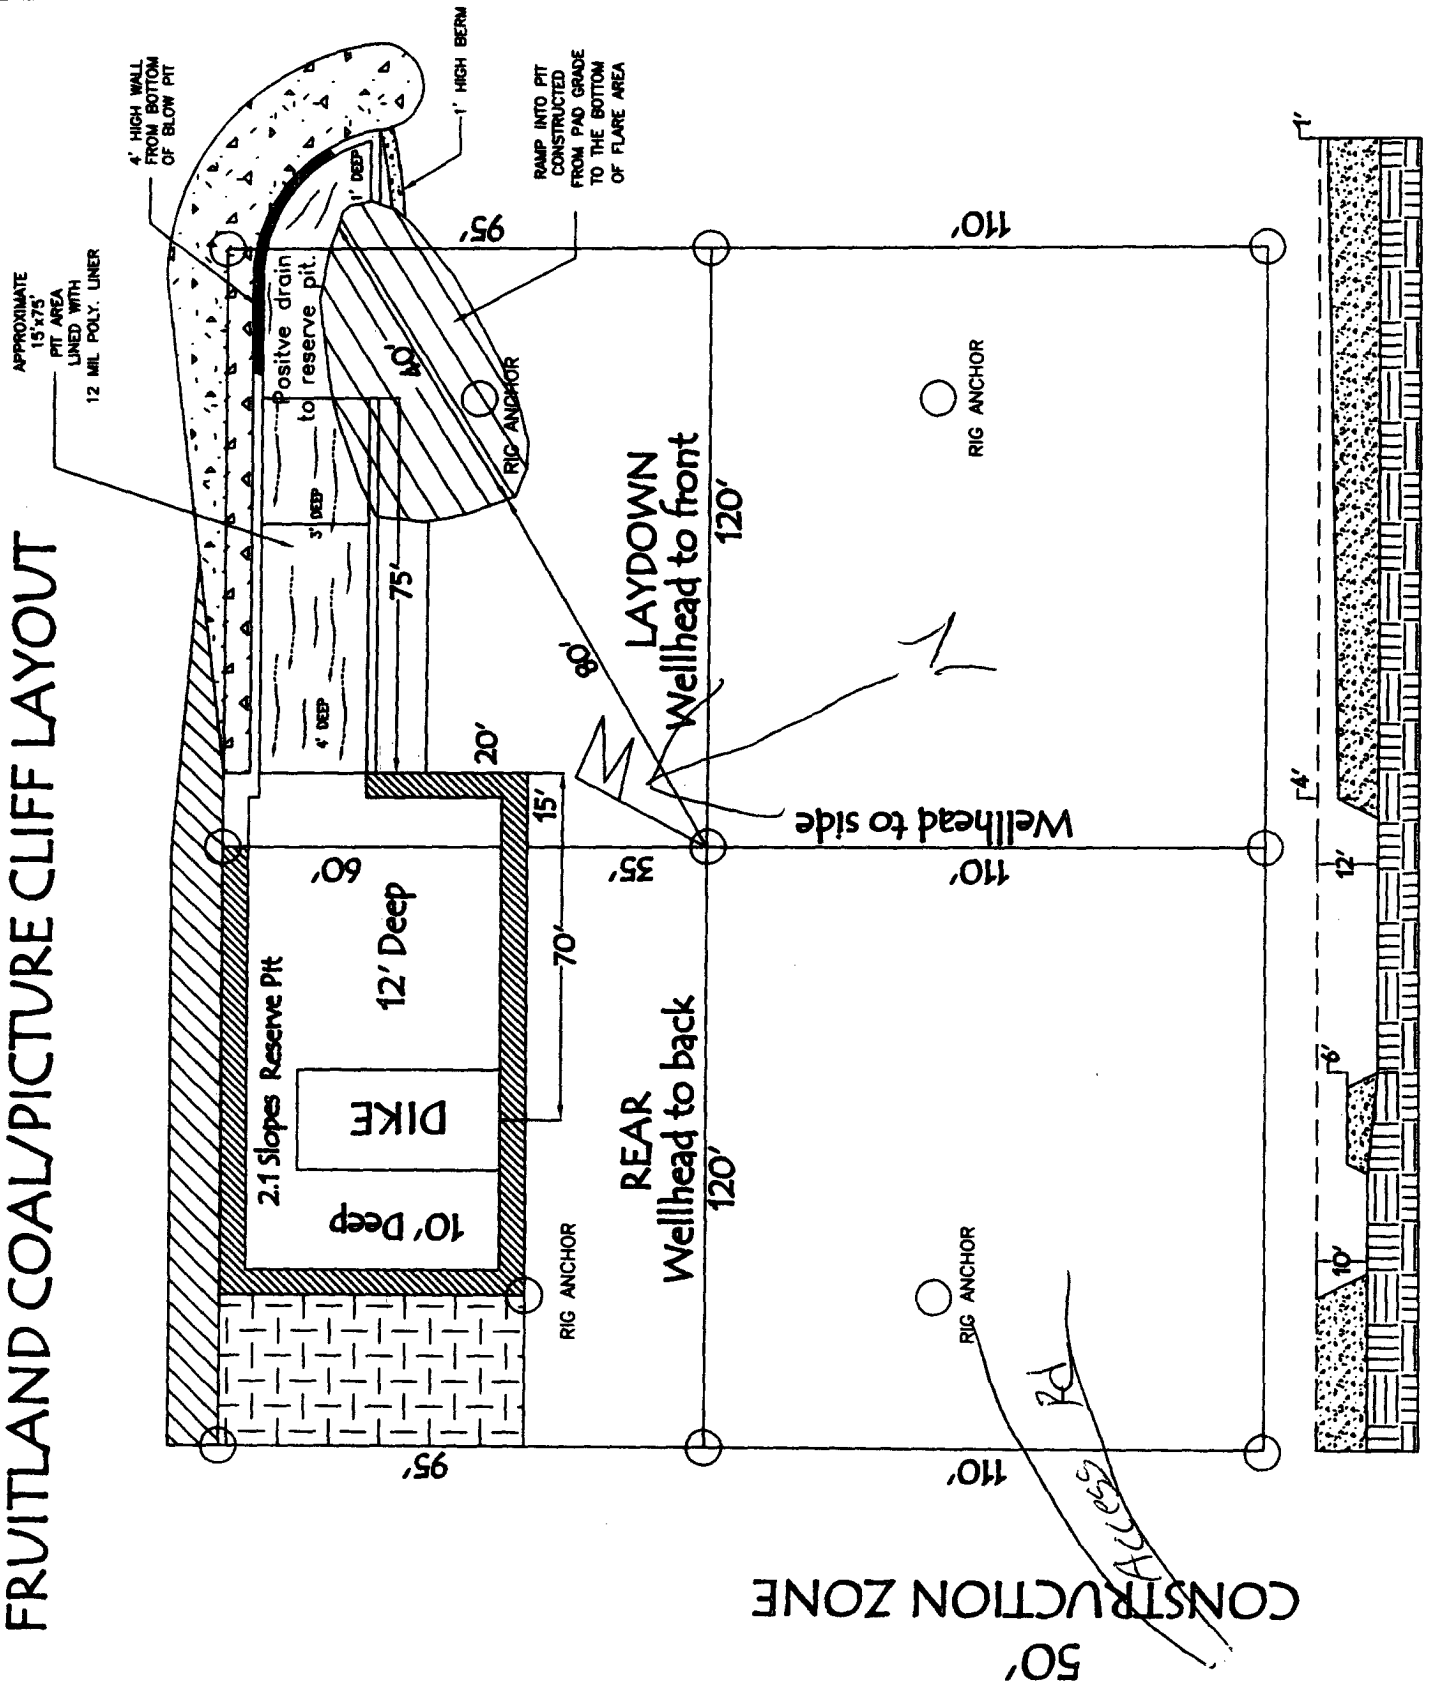 FRUITLAND COAL/PICTURE CLIFF LAYOUT
APPROXIMATE
15'x75'
PIT AREA
LINED WITH
12 MIL POLY. LINER
4' HIGH WALL
FROM BOTTOM
OF BLOW PIT
1' HIGH BERM
RAMP INTO PIT
CONSTRUCTED
FROM PAD GRADE
TO THE BOTTOM
OF FLARE AREA
1' DEEP
Positve drain
to reserve pit.
3' DEEP
4' DEEP
40'
75'
80'
20'
15'
70'
60'
35'
2.1 Slopes Reserve Pit
12' Deep
DIKE
10' Deep
RIG ANCHOR
RIG ANCHOR
RIG ANCHOR
RIG ANCHOR
REAR
Wellhead to back
120'
LAYDOWN
Wellhead to front
120'
Wellhead to side
95'
95'
110'
110'
110'
N
Access Rd
CONSTRUCTION ZONE
50'
1'
4'
12'
6'
10'